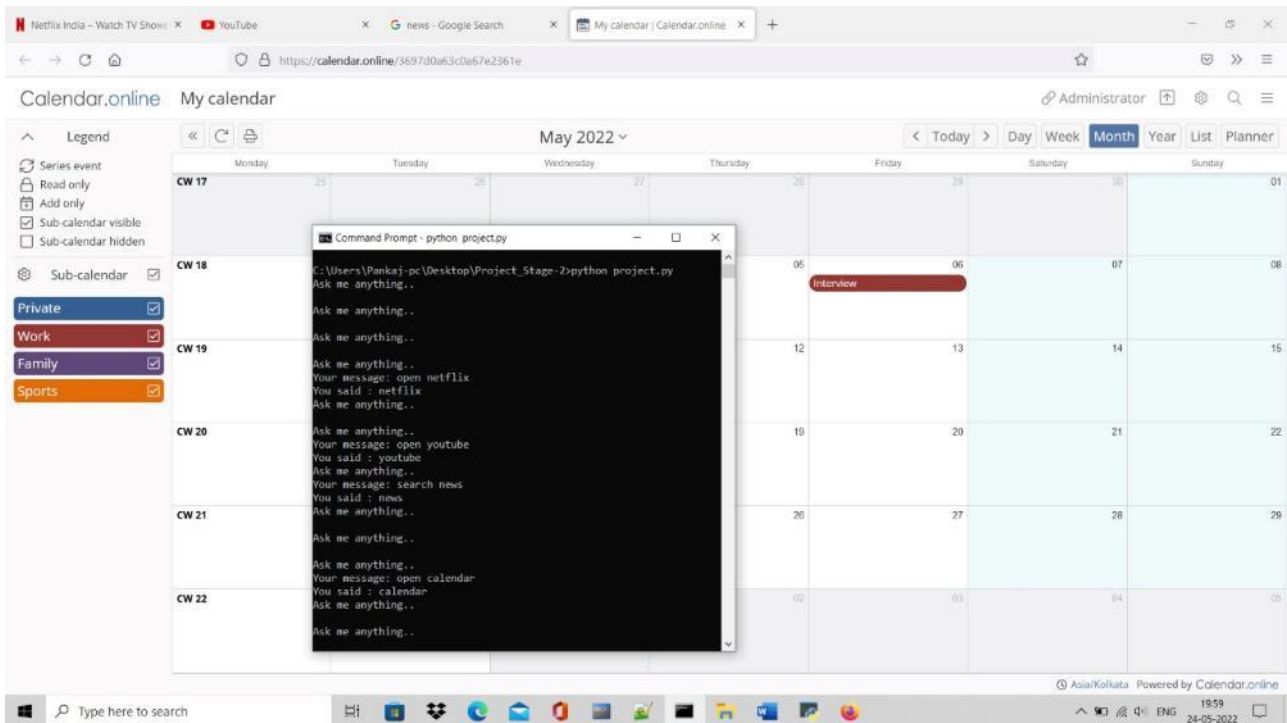 Netflix India – Watch TV Shows
YouTube
news - Google Search
My calendar | Calendar.online
https://calendar.online/3697d0a63c0a67e2361e
Calendar.online My calendar
Administrator
Legend
May 2022
Today Day Week Month Year List Planner
Series event
Read only
Add only
Sub-calendar visible
Sub-calendar hidden
Sub-calendar
Private
Work
Family
Sports
Monday Tuesday Wednesday Thursday Friday Saturday Sunday
CW 17 25 26 27 28 29 30 01
CW 18 05 06 07 08
Interview
CW 19 12 13 14 15
CW 20 19 20 21 22
CW 21 26 27 28 29
CW 22 02 03 04 05
Command Prompt - python project.py
C:\Users\Pankaj-pc\Desktop\Project_Stage-2>python project.py
Ask me anything..
Ask me anything..
Ask me anything..
Ask me anything..
Your message: open netflix
You said : netflix
Ask me anything..
Ask me anything..
Your message: open youtube
You said : youtube
Ask me anything..
Your message: search news
You said : news
Ask me anything..
Ask me anything..
Ask me anything..
Your message: open calendar
You said : calendar
Ask me anything..
Ask me anything..
Asia/Kolkata Powered by Calendar.online
Type here to search
ENG
19:59
24-05-2022